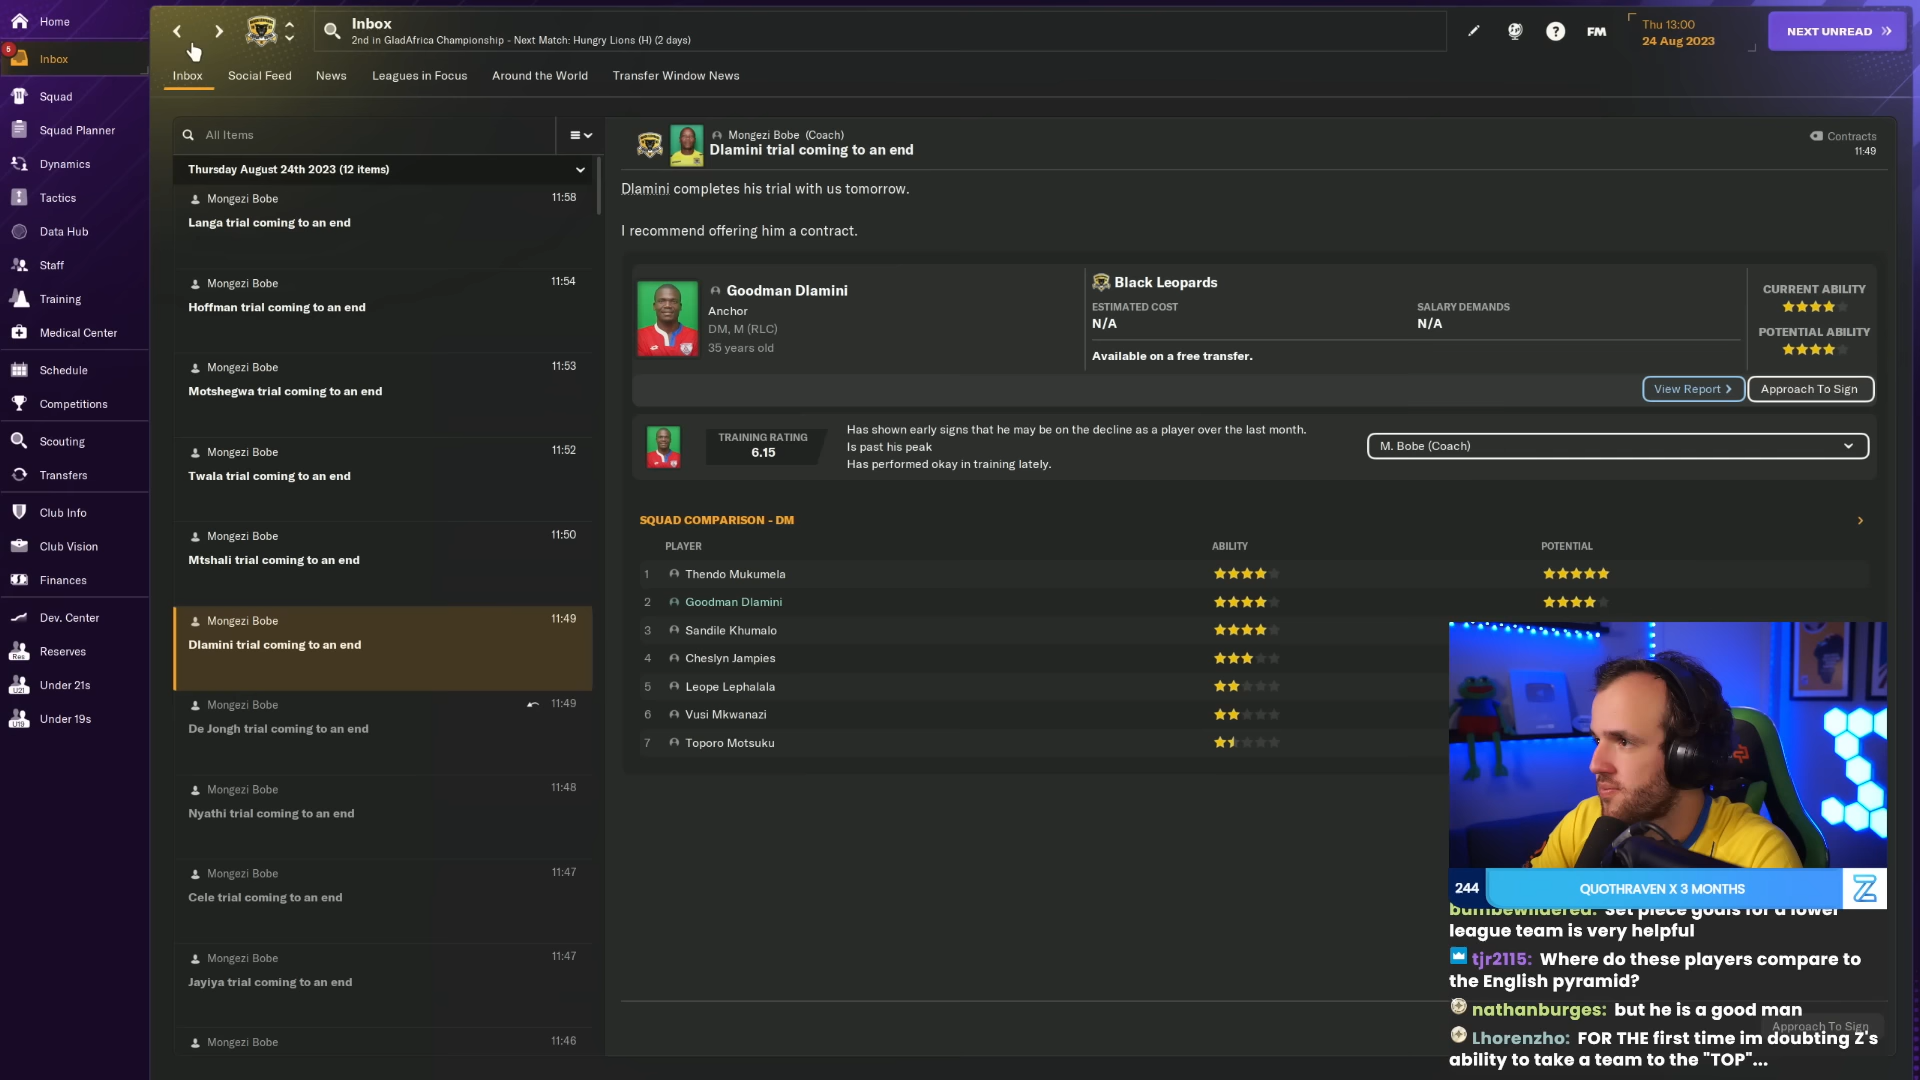 Home
5
Inbox
Squad
Squad Planner
Dynamics
Tactics
Data Hub
Staff
Training
Medical Center
Schedule
Competitions
Scouting
Transfers
Club Info
Club Vision
Finances
Dev. Center
Reserves
Under 21s
Under 19s
Inbox
2nd in GladAfrica Championship - Next Match: Hungry Lions (H) (2 days)
FM
Thu 13:00
24 Aug 2023
NEXT UNREAD
Inbox
Social Feed
News
Leagues in Focus
Around the World
Transfer Window News
All Items
Thursday August 24th 2023 (12 items)
Mongezi Bobe 11:58
Langa trial coming to an end
Mongezi Bobe 11:54
Hoffman trial coming to an end
Mongezi Bobe 11:53
Motshegwa trial coming to an end
Mongezi Bobe 11:52
Twala trial coming to an end
Mongezi Bobe 11:50
Mtshali trial coming to an end
Mongezi Bobe 11:49
Dlamini trial coming to an end
Mongezi Bobe 11:49
De Jongh trial coming to an end
Mongezi Bobe 11:48
Nyathi trial coming to an end
Mongezi Bobe 11:47
Cele trial coming to an end
Mongezi Bobe 11:47
Jayiya trial coming to an end
Mongezi Bobe 11:46
Mongezi Bobe (Coach)
Dlamini trial coming to an end
Contracts
11:49
Dlamini completes his trial with us tomorrow.
I recommend offering him a contract.
Goodman Dlamini
Anchor
DM, M (RLC)
35 years old
Black Leopards
ESTIMATED COST
N/A
SALARY DEMANDS
N/A
Available on a free transfer.
CURRENT ABILITY
POTENTIAL ABILITY
View Report
Approach To Sign
TRAINING RATING
6.15
Has shown early signs that he may be on the decline as a player over the last month.
Is past his peak
Has performed okay in training lately.
M. Bobe (Coach)
SQUAD COMPARISON - DM
PLAYER ABILITY POTENTIAL
1 Thendo Mukumela
2 Goodman Dlamini
3 Sandile Khumalo
4 Cheslyn Jampies
5 Leope Lephalala
6 Vusi Mkwanazi
7 Toporo Motsuku
244 QUOTHRAVEN X 3 MONTHS Z
bumbewildered: Set piece goals for a lower
league team is very helpful
tjr2115: Where do these players compare to
the English pyramid?
nathanburges: but he is a good man
Approach To Sign
Lhorenzho: FOR THE first time im doubting Z's
ability to take a team to the "TOP"...